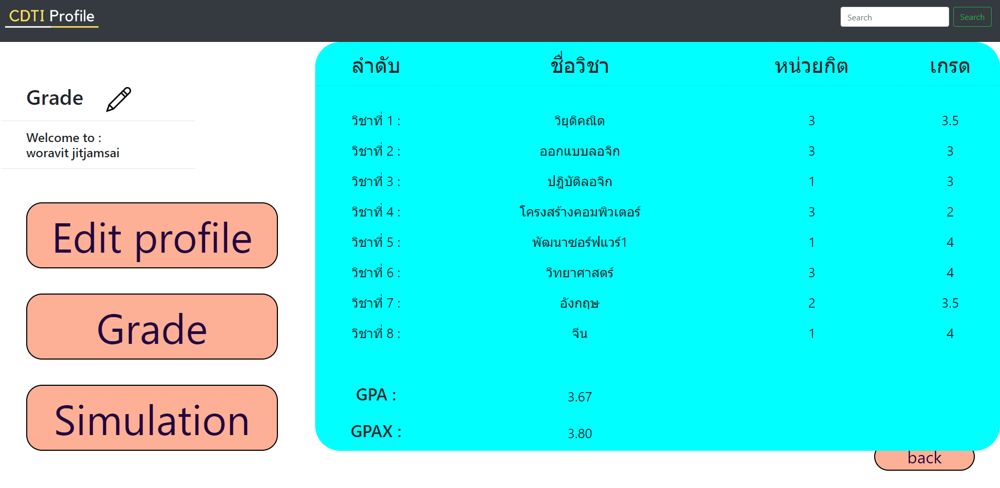 CDTI Profile
Search
Search
Grade
Welcome to :
woravit jitjamsai
Edit profile
Grade
Simulation
ลำดับ ชื่อวิชา หน่วยกิต เกรด
วิชาที่ 1 : วิยุติคณิต 3 3.5
วิชาที่ 2 : ออกแบบลอจิก 3 3
วิชาที่ 3 : ปฎิบัติลอจิก 1 3
วิชาที่ 4 : โครงสร้างคอมพิวเตอร์ 3 2
วิชาที่ 5 : พัฒนาซอร์ฟแวร์1 1 4
วิชาที่ 6 : วิทยาศาสตร์ 3 4
วิชาที่ 7 : อังกฤษ 2 3.5
วิชาที่ 8 : จีน 1 4
GPA : 3.67
GPAX : 3.80
back